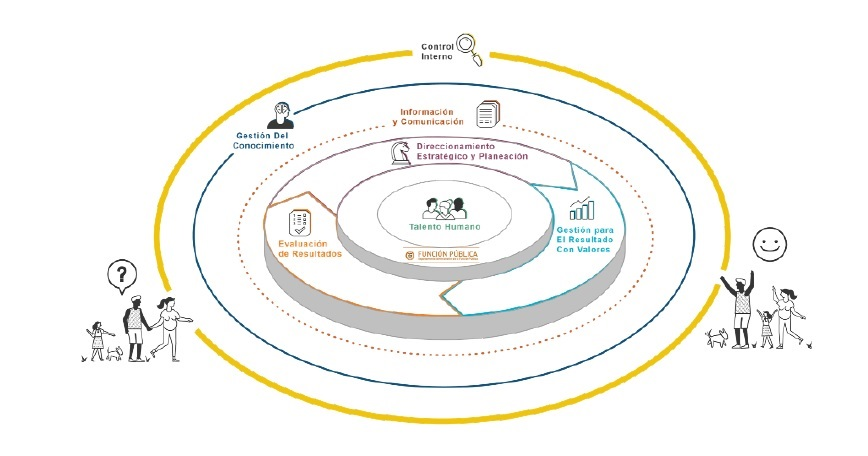 Control
Interno
Información
y Comunicación
Gestión Del
Conocimiento
Direccionamiento
Estratégico y Planeación
Talento Humano
Gestión para
El Resultado
Con Valores
Evaluación
de Resultados
FUNCIÓN PÚBLICA
?